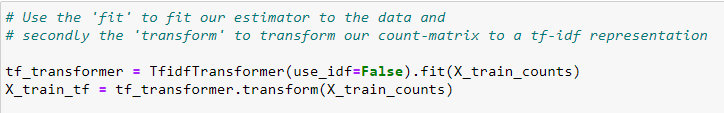 # Use the 'fit' to fit our estimator to the data and
# secondly the 'transform' to transform our count-matrix to a tf-idf representation
tf_transformer = TfidfTransformer(use_idf=False).fit(X_train_counts)
X_train_tf = tf_transformer.transform(X_train_counts)